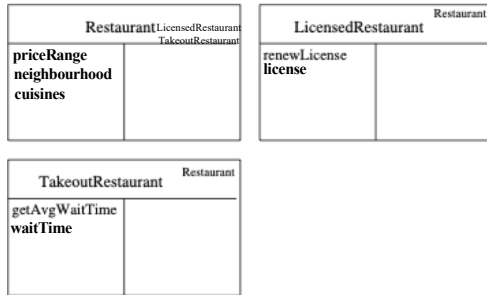 Restaurant
LicensedRestaurant
TakeoutRestaurant
priceRange
neighbourhood
cuisines
Restaurant
LicensedRestaurant
renewLicense
license
Restaurant
TakeoutRestaurant
getAvgWaitTime
waitTime